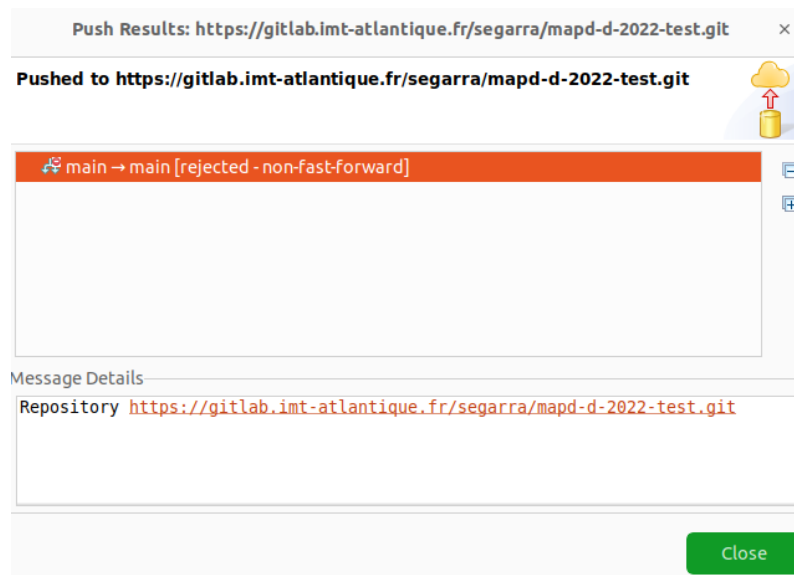 Push Results: https://gitlab.imt-atlantique.fr/segarra/mapd-d-2022-test.git
Pushed to https://gitlab.imt-atlantique.fr/segarra/mapd-d-2022-test.git
main → main [rejected - non-fast-forward]
Message Details
Repository https://gitlab.imt-atlantique.fr/segarra/mapd-d-2022-test.git
Close